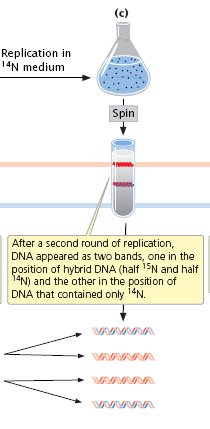 (c)
Replication in
¹⁴N medium
Spin
After a second round of replication,
DNA appeared as two bands, one in the
position of hybrid DNA (half ¹⁵N and half
¹⁴N) and the other in the position of
DNA that contained only ¹⁴N.